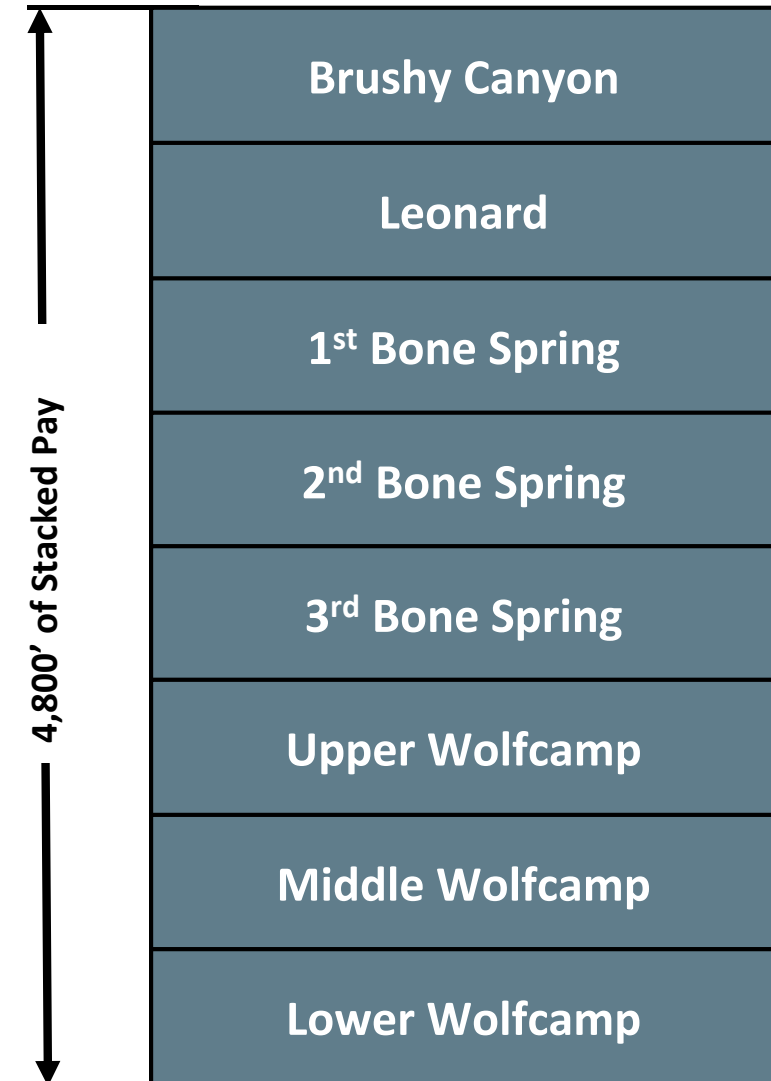 Brushy Canyon
Leonard
1st Bone Spring
2nd Bone Spring
3rd Bone Spring
Upper Wolfcamp
Middle Wolfcamp
Lower Wolfcamp
4,800’ of Stacked Pay